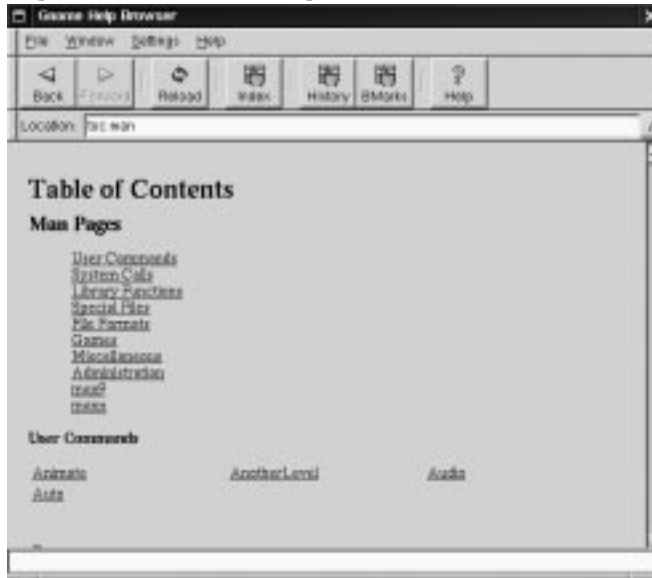 Gnome Help Browser
File Window Settings Help
Back Forward Reload Index History BMarks Help
Location: toc:man
Table of Contents
Man Pages
User Commands
System Calls
Library Functions
Special Files
File Formats
Games
Miscellaneous
Administration
man9
mann
User Commands
Animate AnotherLevel Audio
Auto